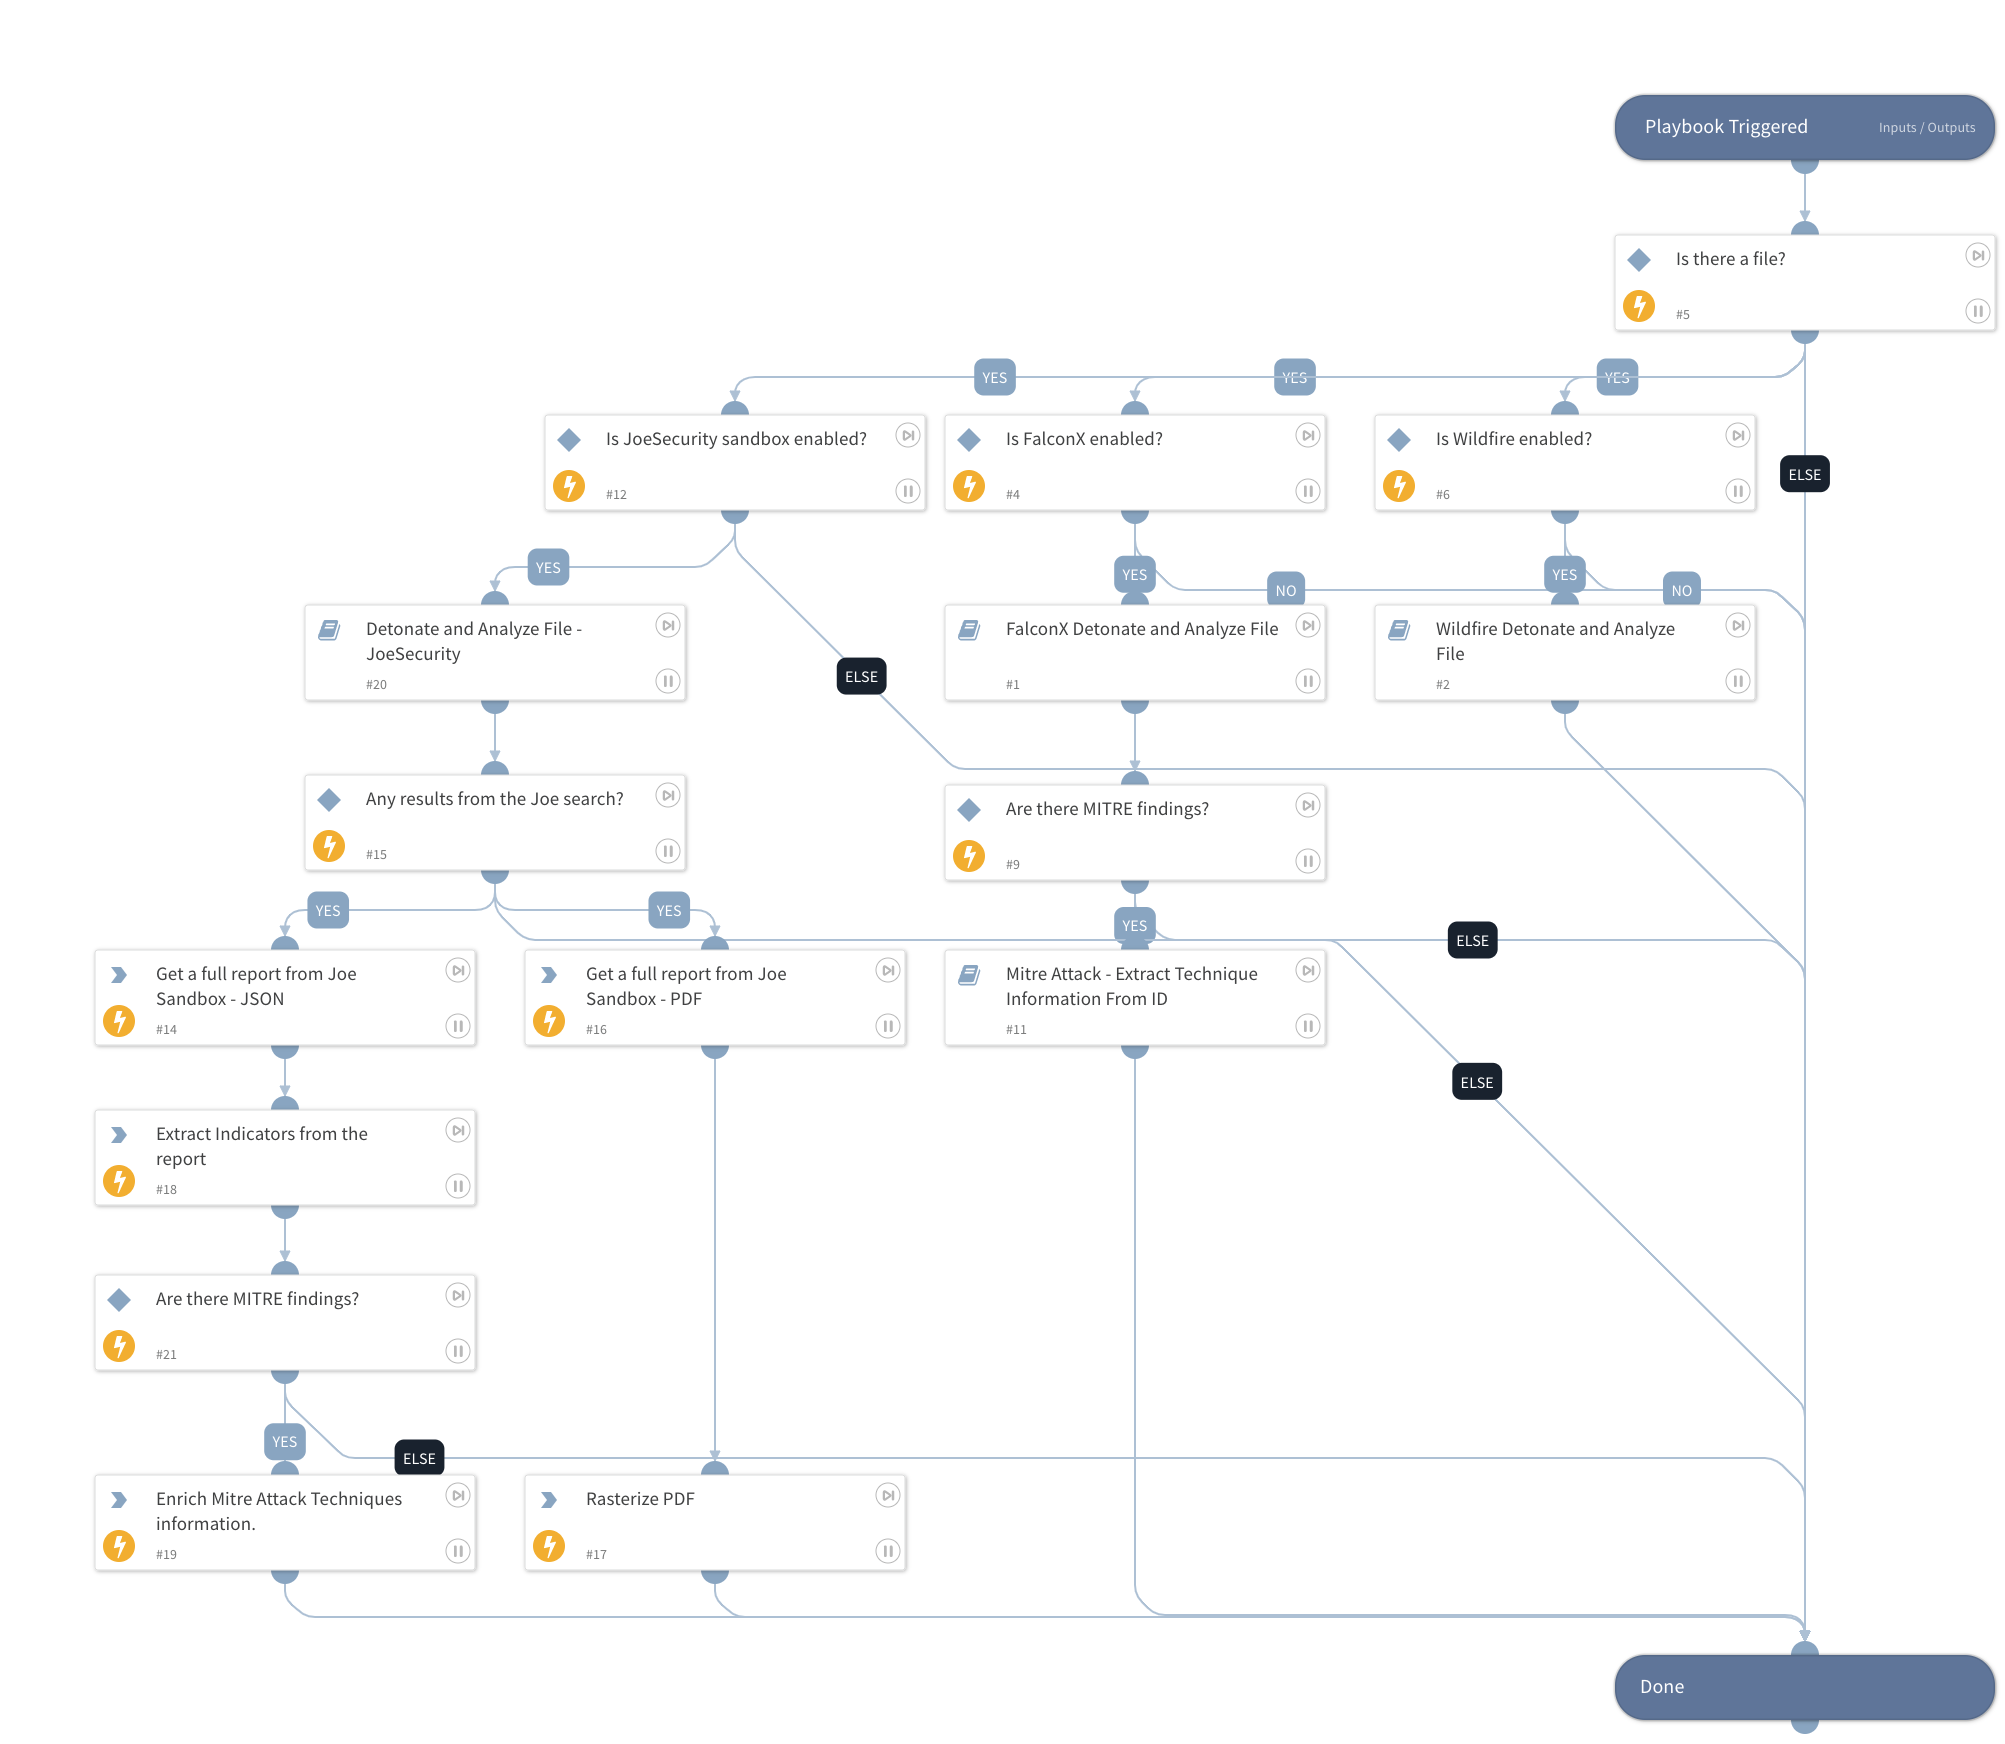 Playbook Triggered
Inputs / Outputs
Is there a file?
#5
YES
YES
YES
Is JoeSecurity sandbox enabled?
#12
Is FalconX enabled?
#4
Is Wildfire enabled?
#6
ELSE
YES
YES
NO
YES
NO
Detonate and Analyze File -
JoeSecurity
#20
ELSE
FalconX Detonate and Analyze File
#1
Wildfire Detonate and Analyze
File
#2
Any results from the Joe search?
#15
Are there MITRE findings?
#9
YES
YES
YES
ELSE
Get a full report from Joe
Sandbox - JSON
#14
Get a full report from Joe
Sandbox - PDF
#16
Mitre Attack - Extract Technique
Information From ID
#11
ELSE
Extract Indicators from the
report
#18
Are there MITRE findings?
#21
YES
ELSE
Enrich Mitre Attack Techniques
information.
#19
Rasterize PDF
#17
Done